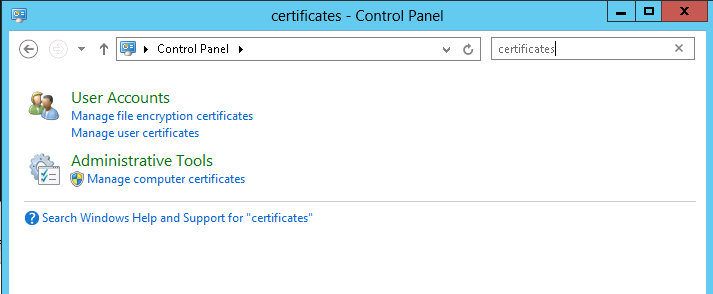 certificates - Control Panel
Control Panel
certificates
User Accounts
Manage file encryption certificates
Manage user certificates
Administrative Tools
Manage computer certificates
Search Windows Help and Support for "certificates"